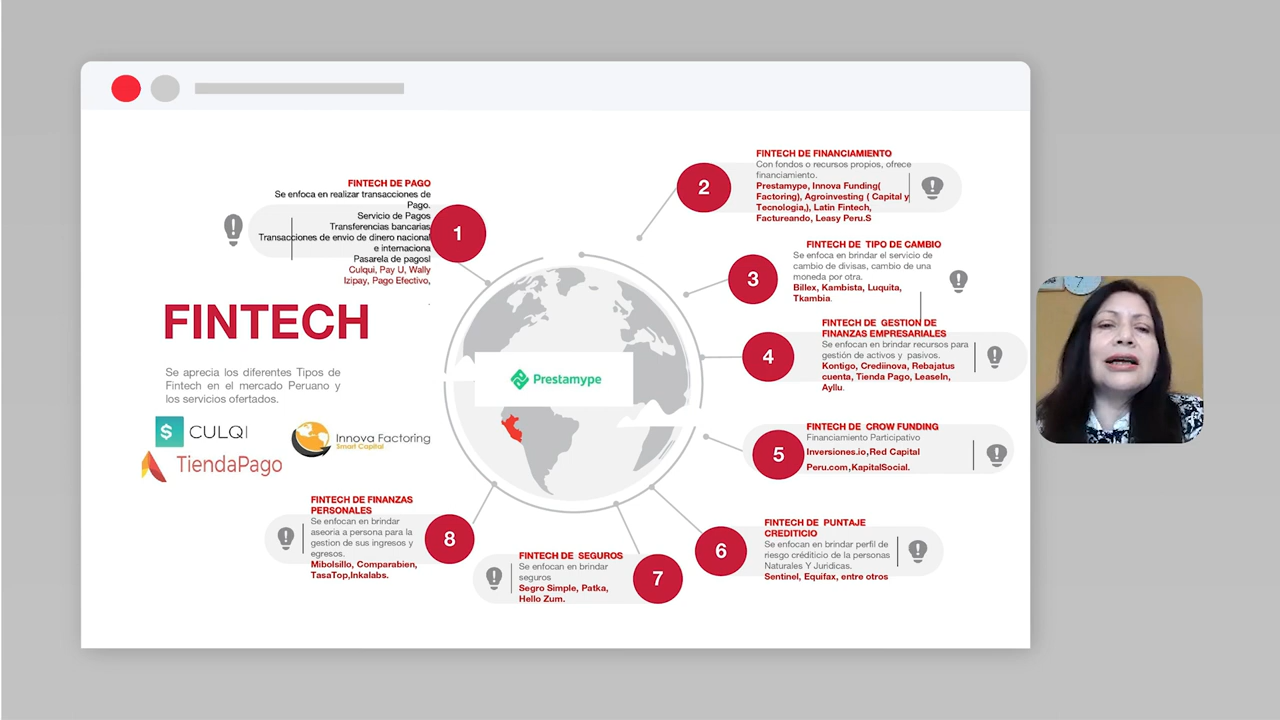 FINTECH DE PAGO
Se enfoca en realizar transacciones de
Pago.
Servicio de Pagos
Transferencias bancarias
Transacciones de envio de dinero nacional
e internaciona
Pasarela de pagosl
Culqui, Pay U, Wally
Izipay, Pago Efectivo,
1
FINTECH
Se aprecia los diferentes Tipos de
Fintech en el mercado Peruano y
los servicios ofertados.
$ CULQI
Innova Factoring
Smart Capital
TiendaPago
Prestamype
2
FINTECH DE FINANCIAMIENTO
Con fondos o recursos propios, ofrece
financiamiento.
Prestamype, Innova Funding(
Factoring), Agroinvesting ( Capital y
Tecnologia,), Latin Fintech,
Factureando, Leasy Peru.S
3
FINTECH DE TIPO DE CAMBIO
Se enfoca en brindar el servicio de
cambio de divisas, cambio de una
moneda por otra.
Billex, Kambista, Luquita,
Tkambia.
4
FINTECH DE GESTION DE
FINANZAS EMPRESARIALES
Se enfocan en brindar recursos para
gestión de activos y pasivos.
Kontigo, Crediinova, Rebajatus
cuenta, Tienda Pago, LeaseIn,
Ayllu.
5
FINTECH DE CROW FUNDING
Financiamiento Participativo
Inversiones.io,Red Capital
Peru.com,KapitalSocial.
6
FINTECH DE PUNTAJE
CREDITICIO
Se enfocan en brindar perfil de
riesgo créditicio de la personas
Naturales Y Juridicas.
Sentinel, Equifax, entre otros
7
FINTECH DE SEGUROS
Se enfocan en brindar
seguros
Segro Simple, Patka,
Hello Zum.
8
FINTECH DE FINANZAS
PERSONALES
Se enfocan en brindar
aseoria a persona para la
gestion de sus ingresos y
egresos.
Mibolsillo, Comparabien,
TasaTop,Inkalabs.